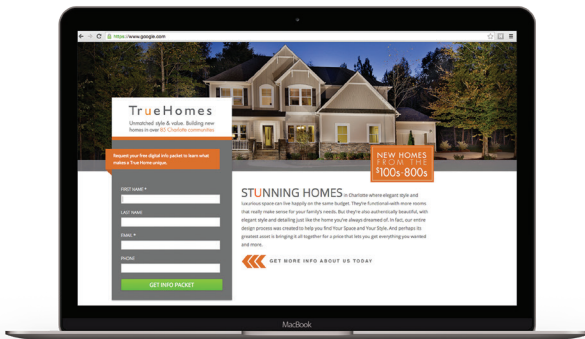 https://www.google.com
TrueHomes
Unmatched style & value. Building new
homes in over 60 Charlotte communities
Request your free digital info packet to learn what
makes a True Home unique.
FIRST NAME *
LAST NAME
EMAIL *
PHONE
GET INFO PACKET
NEW HOMES
FROM THE
$100s-800s
STUNNING HOMES in Charlotte where elegant style and
luxurious space can live happily on the same budget. They're functional-with more rooms
that really make sense for your family's needs. But they're also authentically beautiful, with
elegant style and detailing just like the home you've always dreamed of. In fact, our entire
design process was created to help you find Your Space and Your Style. And perhaps its
greatest asset is bringing it all together for a price that lets you get everything you wanted
and more.
GET MORE INFO ABOUT US TODAY
MacBook